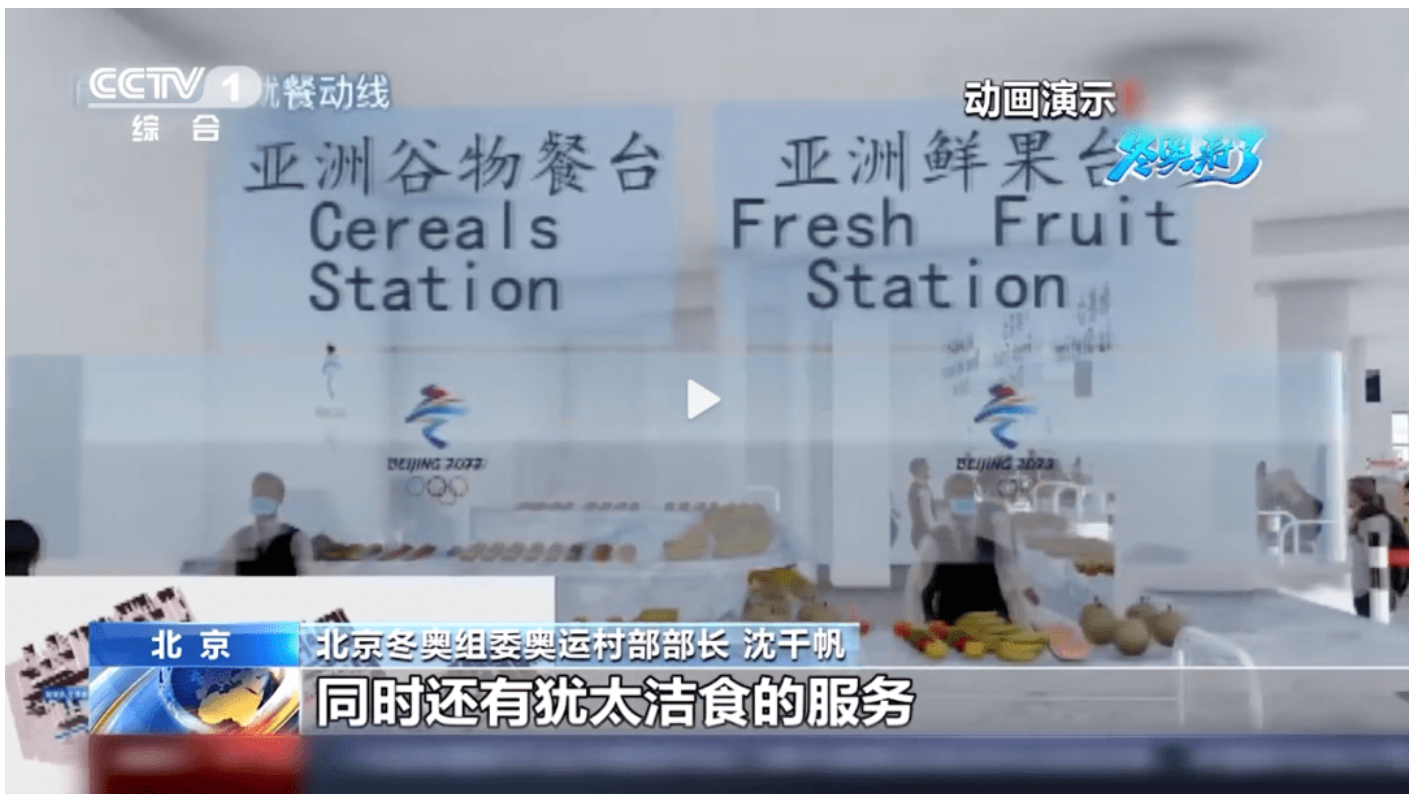 CCTV 1
综合
就餐动线
动画演示
冬奥来了
亚洲谷物餐台
Cereals
Station
亚洲鲜果台
Fresh Fruit
Station
BEIJING 2022
BEIJING 2022
北京
北京冬奥组委奥运村部部长 沈千帆
同时还有犹太洁食的服务